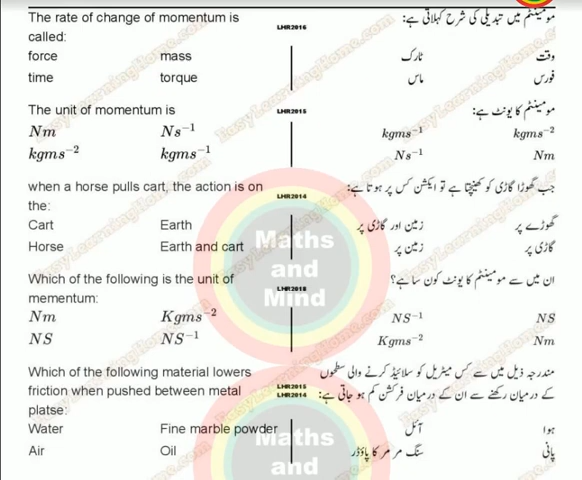 The rate of change of momentum is called:
LHR2016
مومینٹم میں تبدیلی کی شرح کہلاتی ہے:
force mass ٹارک وقت
time torque ماس فورس
The unit of momentum is
LHR2015
مومینٹم کا یونٹ ہے:
Nm Ns⁻¹ kgms⁻¹ kgms⁻²
kgms⁻² kgms⁻¹ Ns⁻¹ Nm
when a horse pulls cart, the action is on the:
LHR2014
جب گھوڑا گاڑی کو کھینچتا ہے تو ایکشن کس پر ہوتا ہے:
Cart Earth زمین اور گاڑی پر گھوڑے پر
Horse Earth and cart زمین پر گاڑی پر
Maths
and
Mind
Which of the following is the unit of
mementum:
LHR2018
ان میں سے مومینٹم کا یونٹ کون سا ہے؟
Nm Kgms⁻² NS⁻¹ NS
NS NS⁻¹ Kgms⁻² Nm
Which of the following material lowers
friction when pushed between metal
platse:
LHR2015
LHR2014
مندرجہ ذیل میں سے کس میٹریل کو سلائیڈ کرنے والی سطحوں
کے درمیان رکھنے سے ان کے درمیان فرکشن کم ہو جاتی ہے:
Water Fine marble powder آئل ہوا
Air Oil سنگ مرمر کا پاؤڈر پانی
Maths
and
EasyLearningHome.com